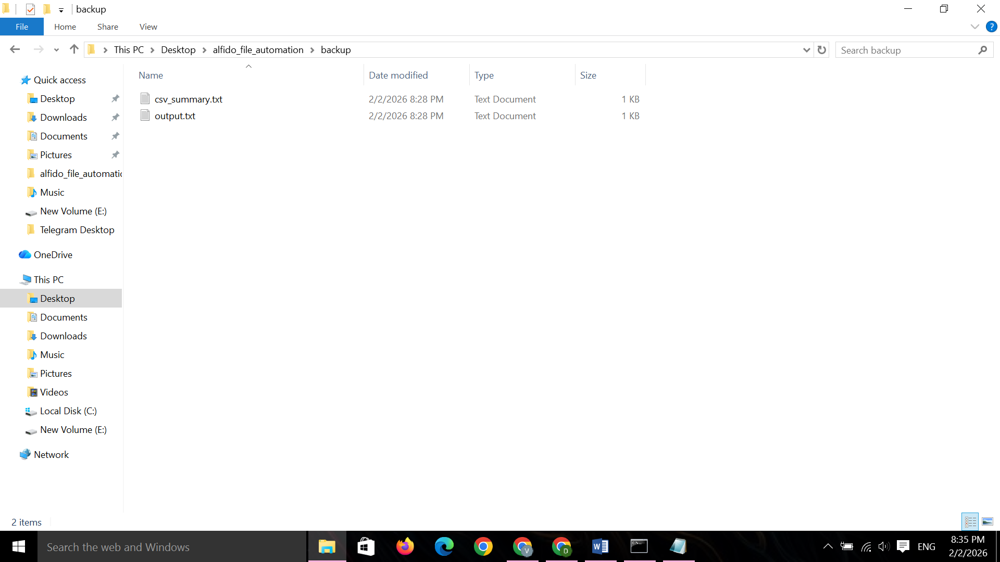 backup
File Home Share View
This PC Desktop alfido_file_automation backup
Search backup
Name Date modified Type Size
csv_summary.txt 2/2/2026 8:28 PM Text Document 1 KB
output.txt 2/2/2026 8:28 PM Text Document 1 KB
Quick access
Desktop
Downloads
Documents
Pictures
alfido_file_automatic
Music
New Volume (E:)
Telegram Desktop
OneDrive
This PC
Desktop
Documents
Downloads
Music
Pictures
Videos
Local Disk (C:)
New Volume (E:)
Network
2 items
Search the web and Windows
V
D
ENG
8:35 PM
2/2/2026